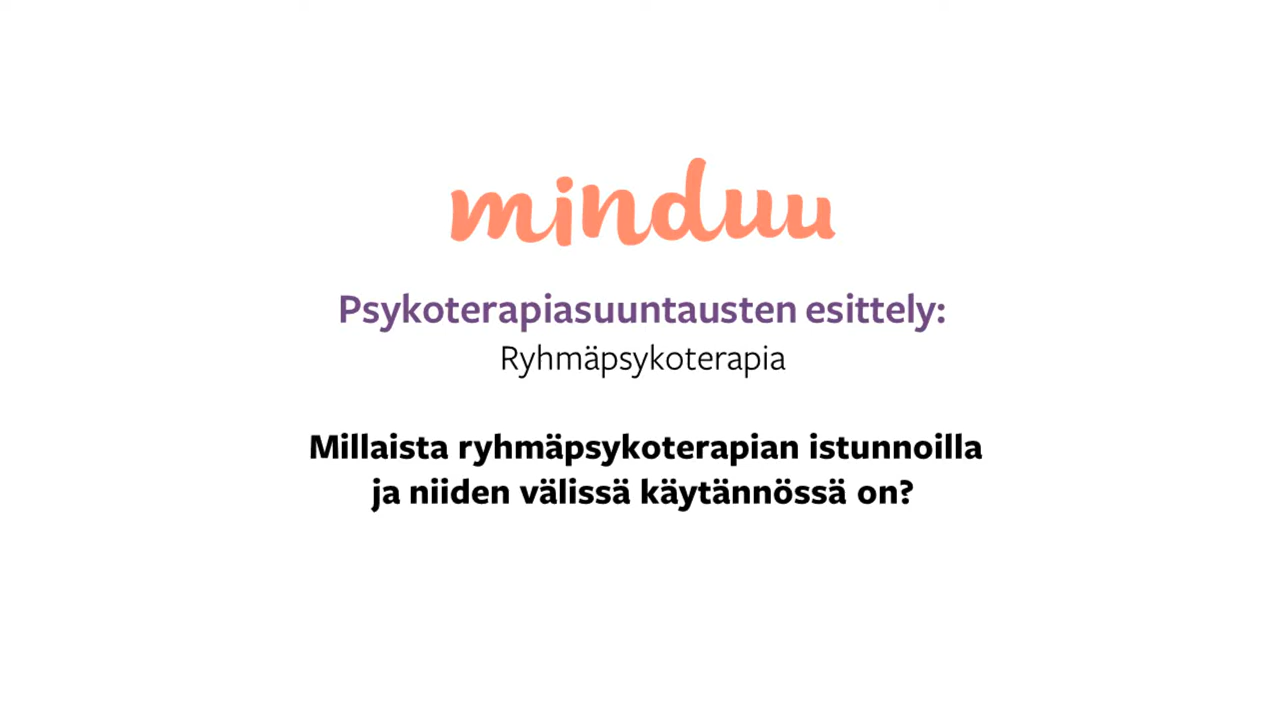 minduu
Psykoterapiasuuntausten esittely:
Ryhmäpsykoterapia
Millaista ryhmäpsykoterapian istunnoilla
ja niiden välissä käytännössä on?